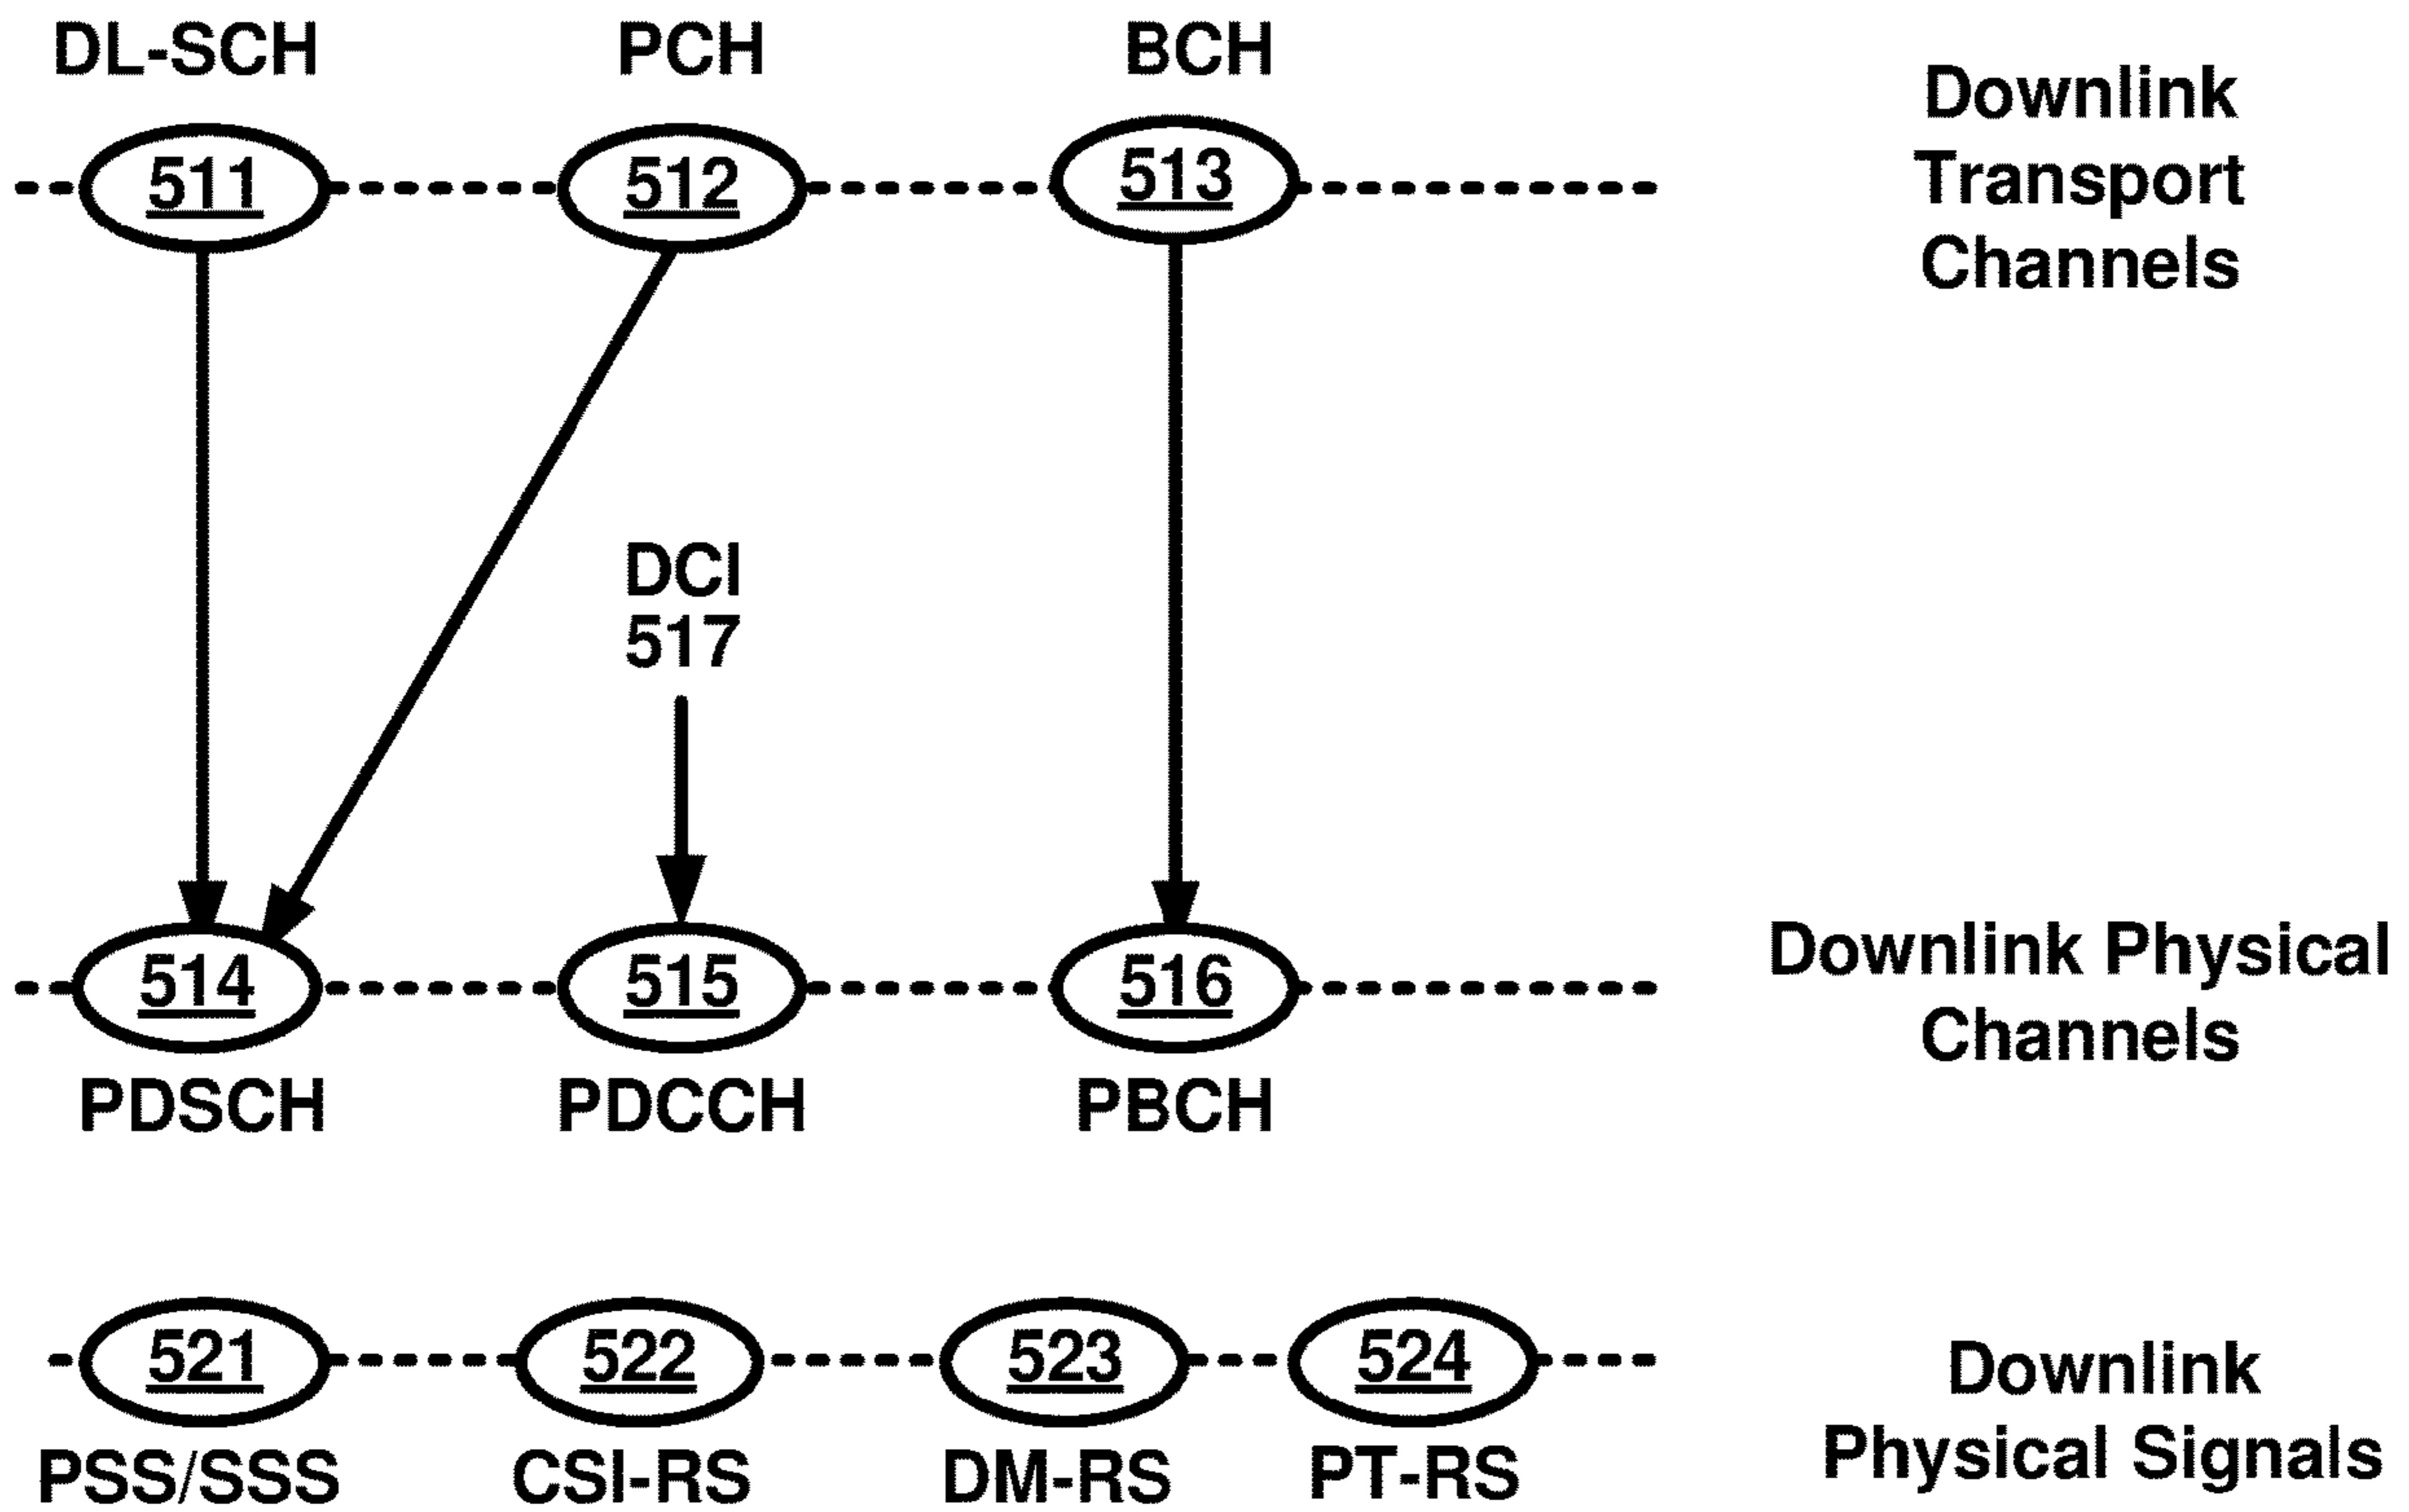 DL-SCH
PCH
BCH
Downlink
Transport
Channels
511
512
513
DCI
517
514
515
516
Downlink Physical
Channels
PDSCH
PDCCH
PBCH
521
522
523
524
Downlink
Physical Signals
PSS/SSS
CSI-RS
DM-RS
PT-RS